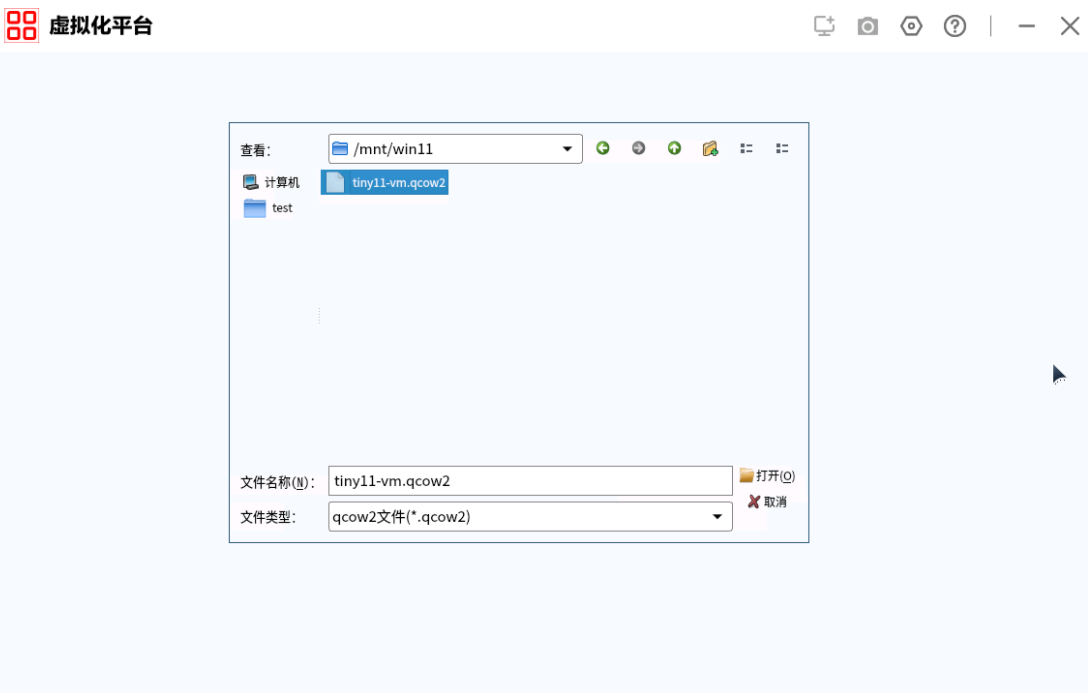 虚拟化平台
查看:
/mnt/win11
计算机
tiny11-vm.qcow2
test
文件名称(N):
tiny11-vm.qcow2
打开(O)
取消
文件类型:
qcow2文件(*.qcow2)